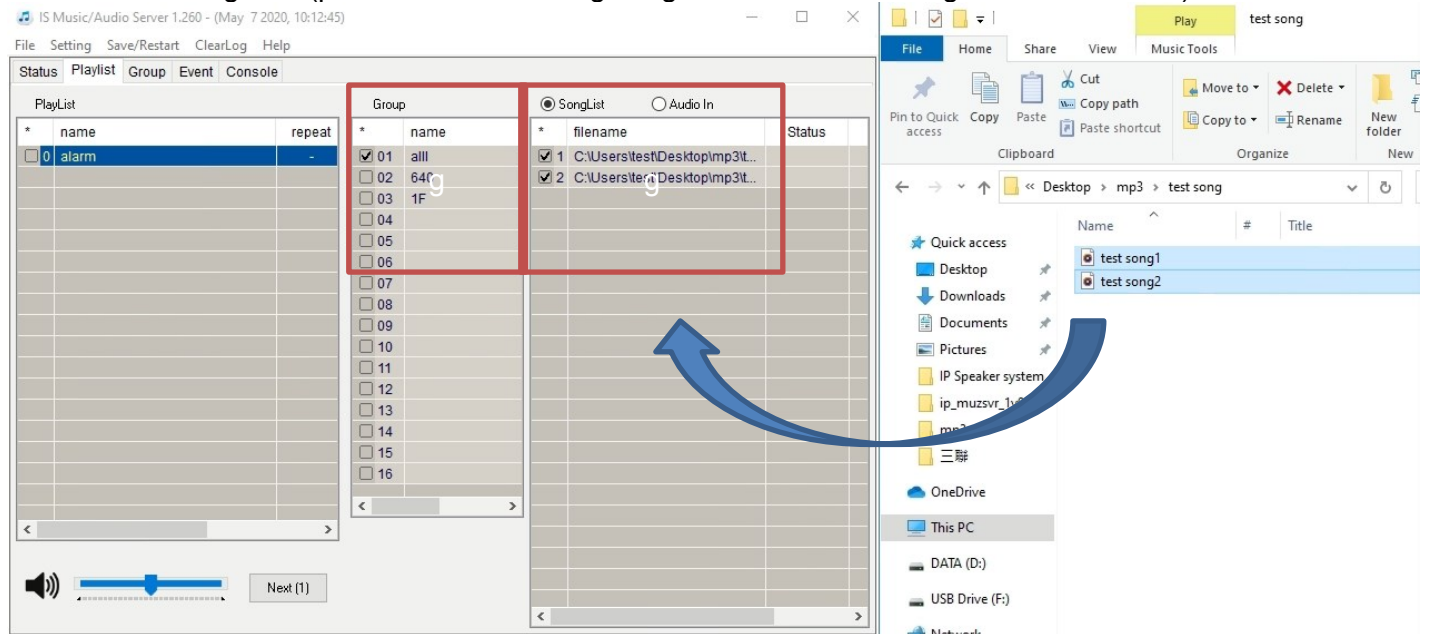 IS Music/Audio Server 1.260 - (May 7 2020, 10:12:45)
File Setting Save/Restart ClearLog Help
Status Playlist Group Event Console
PlayList
* name repeat
0 alarm -
Group
* name
01 alll
02 640
03 1F
04
05
06
07
08
09
10
11
12
13
14
15
16
g
SongList Audio In
* filename Status
1 C:\Users\test\Desktop\mp3\t...
2 C:\Users\test\Desktop\mp3\t...
g
Next (1)
Play test song
File Home Share View Music Tools
Pin to Quick access
Copy
Paste
Cut
Copy path
Paste shortcut
Clipboard
Move to
Copy to
Delete
Rename
Organize
New folder
New
« Desktop › mp3 › test song
Name # Title
test song1
test song2
Quick access
Desktop
Downloads
Documents
Pictures
IP Speaker system
ip_muzsvr_1v
mp3
三聯
OneDrive
This PC
DATA (D:)
USB Drive (F:)
Network